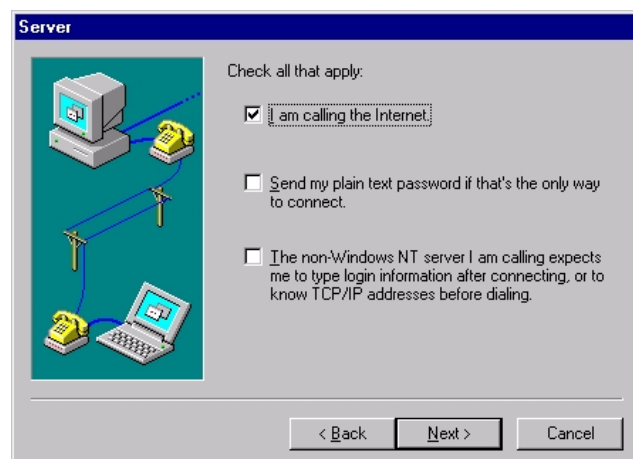 Server
Check all that apply:
I am calling the Internet.
Send my plain text password if that's the only way
to connect.
The non-Windows NT server I am calling expects
me to type login information after connecting, or to
know TCP/IP addresses before dialing.
< Back
Next >
Cancel